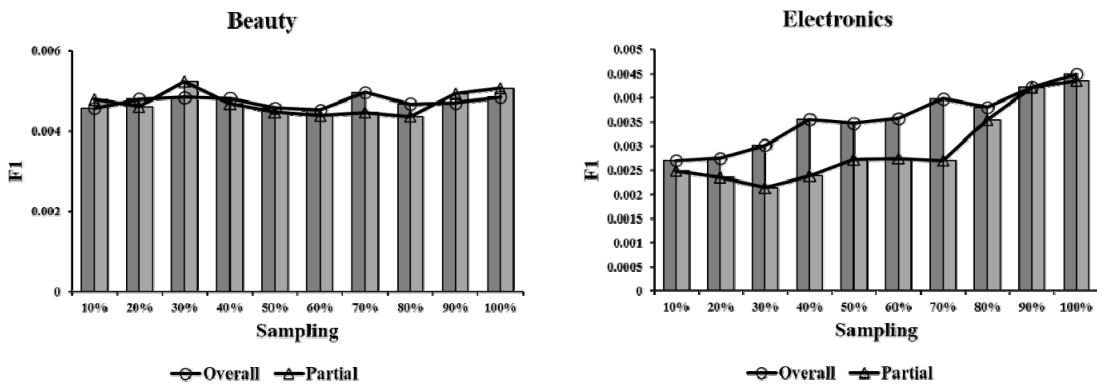 Beauty
0.006
0.004
0.002
0
F1
10% 20% 30% 40% 50% 60% 70% 80% 90% 100%
Sampling
Overall Partial
Electronics
0.005
0.0045
0.004
0.0035
0.003
0.0025
0.002
0.0015
0.001
0.0005
0
F1
10% 20% 30% 40% 50% 60% 70% 80% 90% 100%
Sampling
Overall Partial